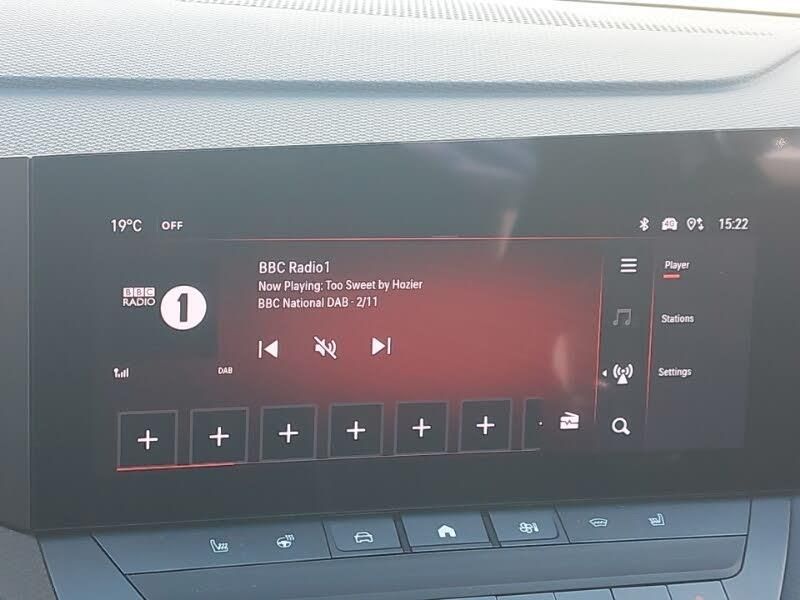 19°C OFF 4G 15:22
BBC Radio1
Now Playing: Too Sweet by Hozier
BBC National DAB - 2/11
BBC
RADIO 1
DAB
Player
Stations
Settings